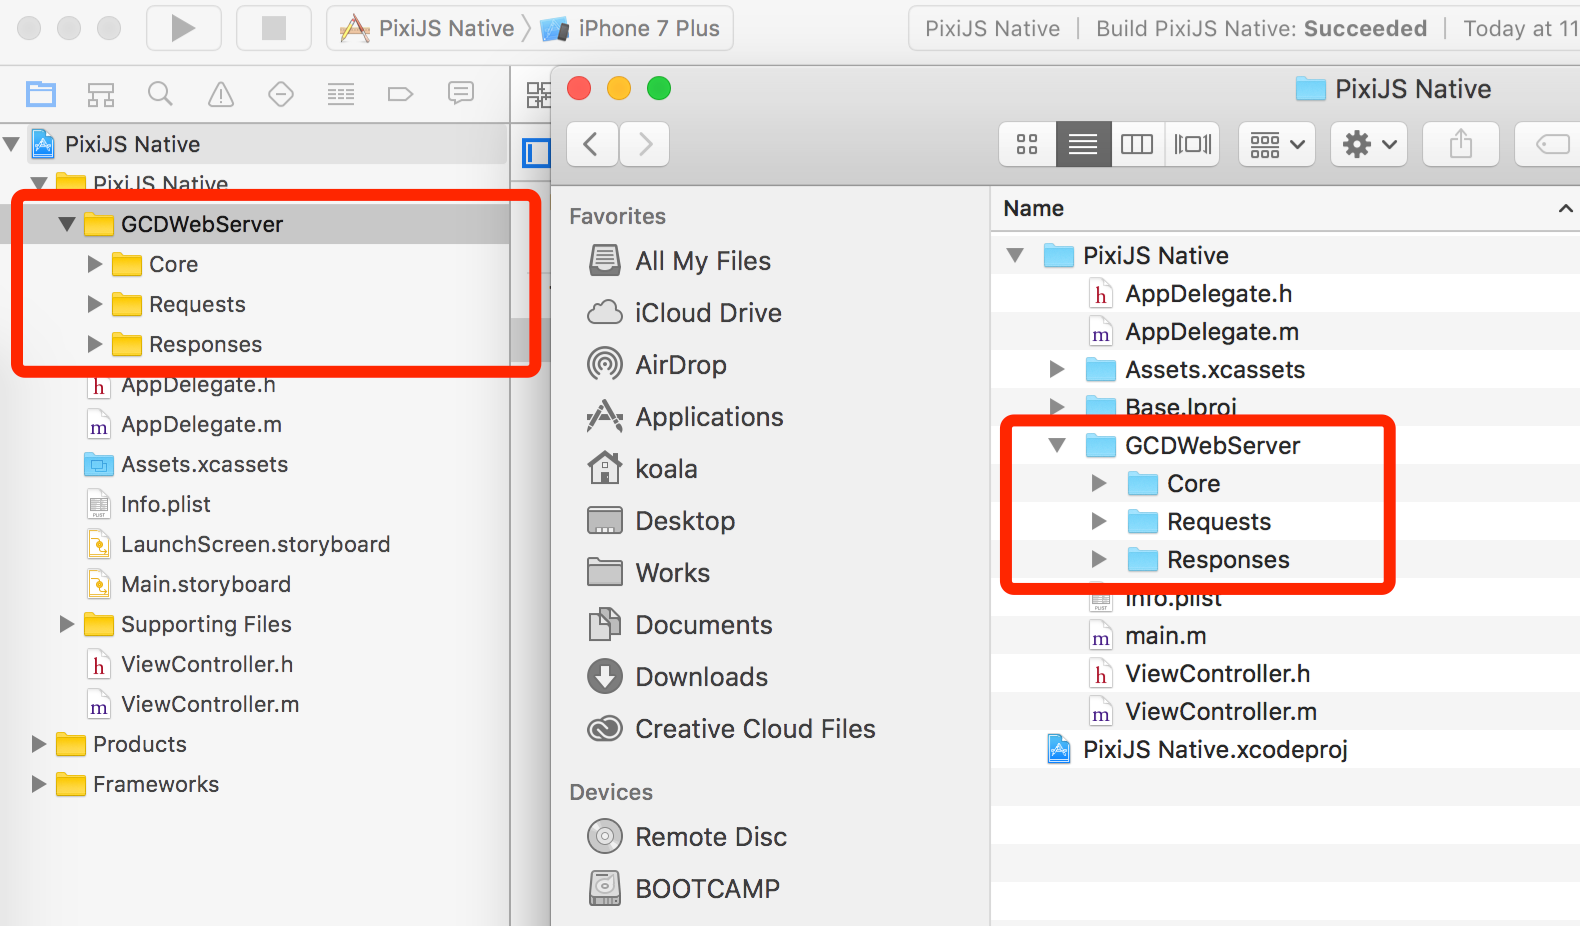 PixiJS Native
iPhone 7 Plus
PixiJS Native
Build PixiJS Native: Succeeded
Today at 11
PixiJS Native
PixiJS Native
GCDWebServer
Core
Requests
Responses
AppDelegate.h
AppDelegate.m
Assets.xcassets
Info.plist
LaunchScreen.storyboard
Main.storyboard
Supporting Files
ViewController.h
ViewController.m
Products
Frameworks
PixiJS Native
Favorites
All My Files
iCloud Drive
AirDrop
Applications
koala
Desktop
Works
Documents
Downloads
Creative Cloud Files
Devices
Remote Disc
BOOTCAMP
Name
PixiJS Native
AppDelegate.h
AppDelegate.m
Assets.xcassets
Base.lproj
GCDWebServer
Core
Requests
Responses
Info.plist
main.m
ViewController.h
ViewController.m
PixiJS Native.xcodeproj